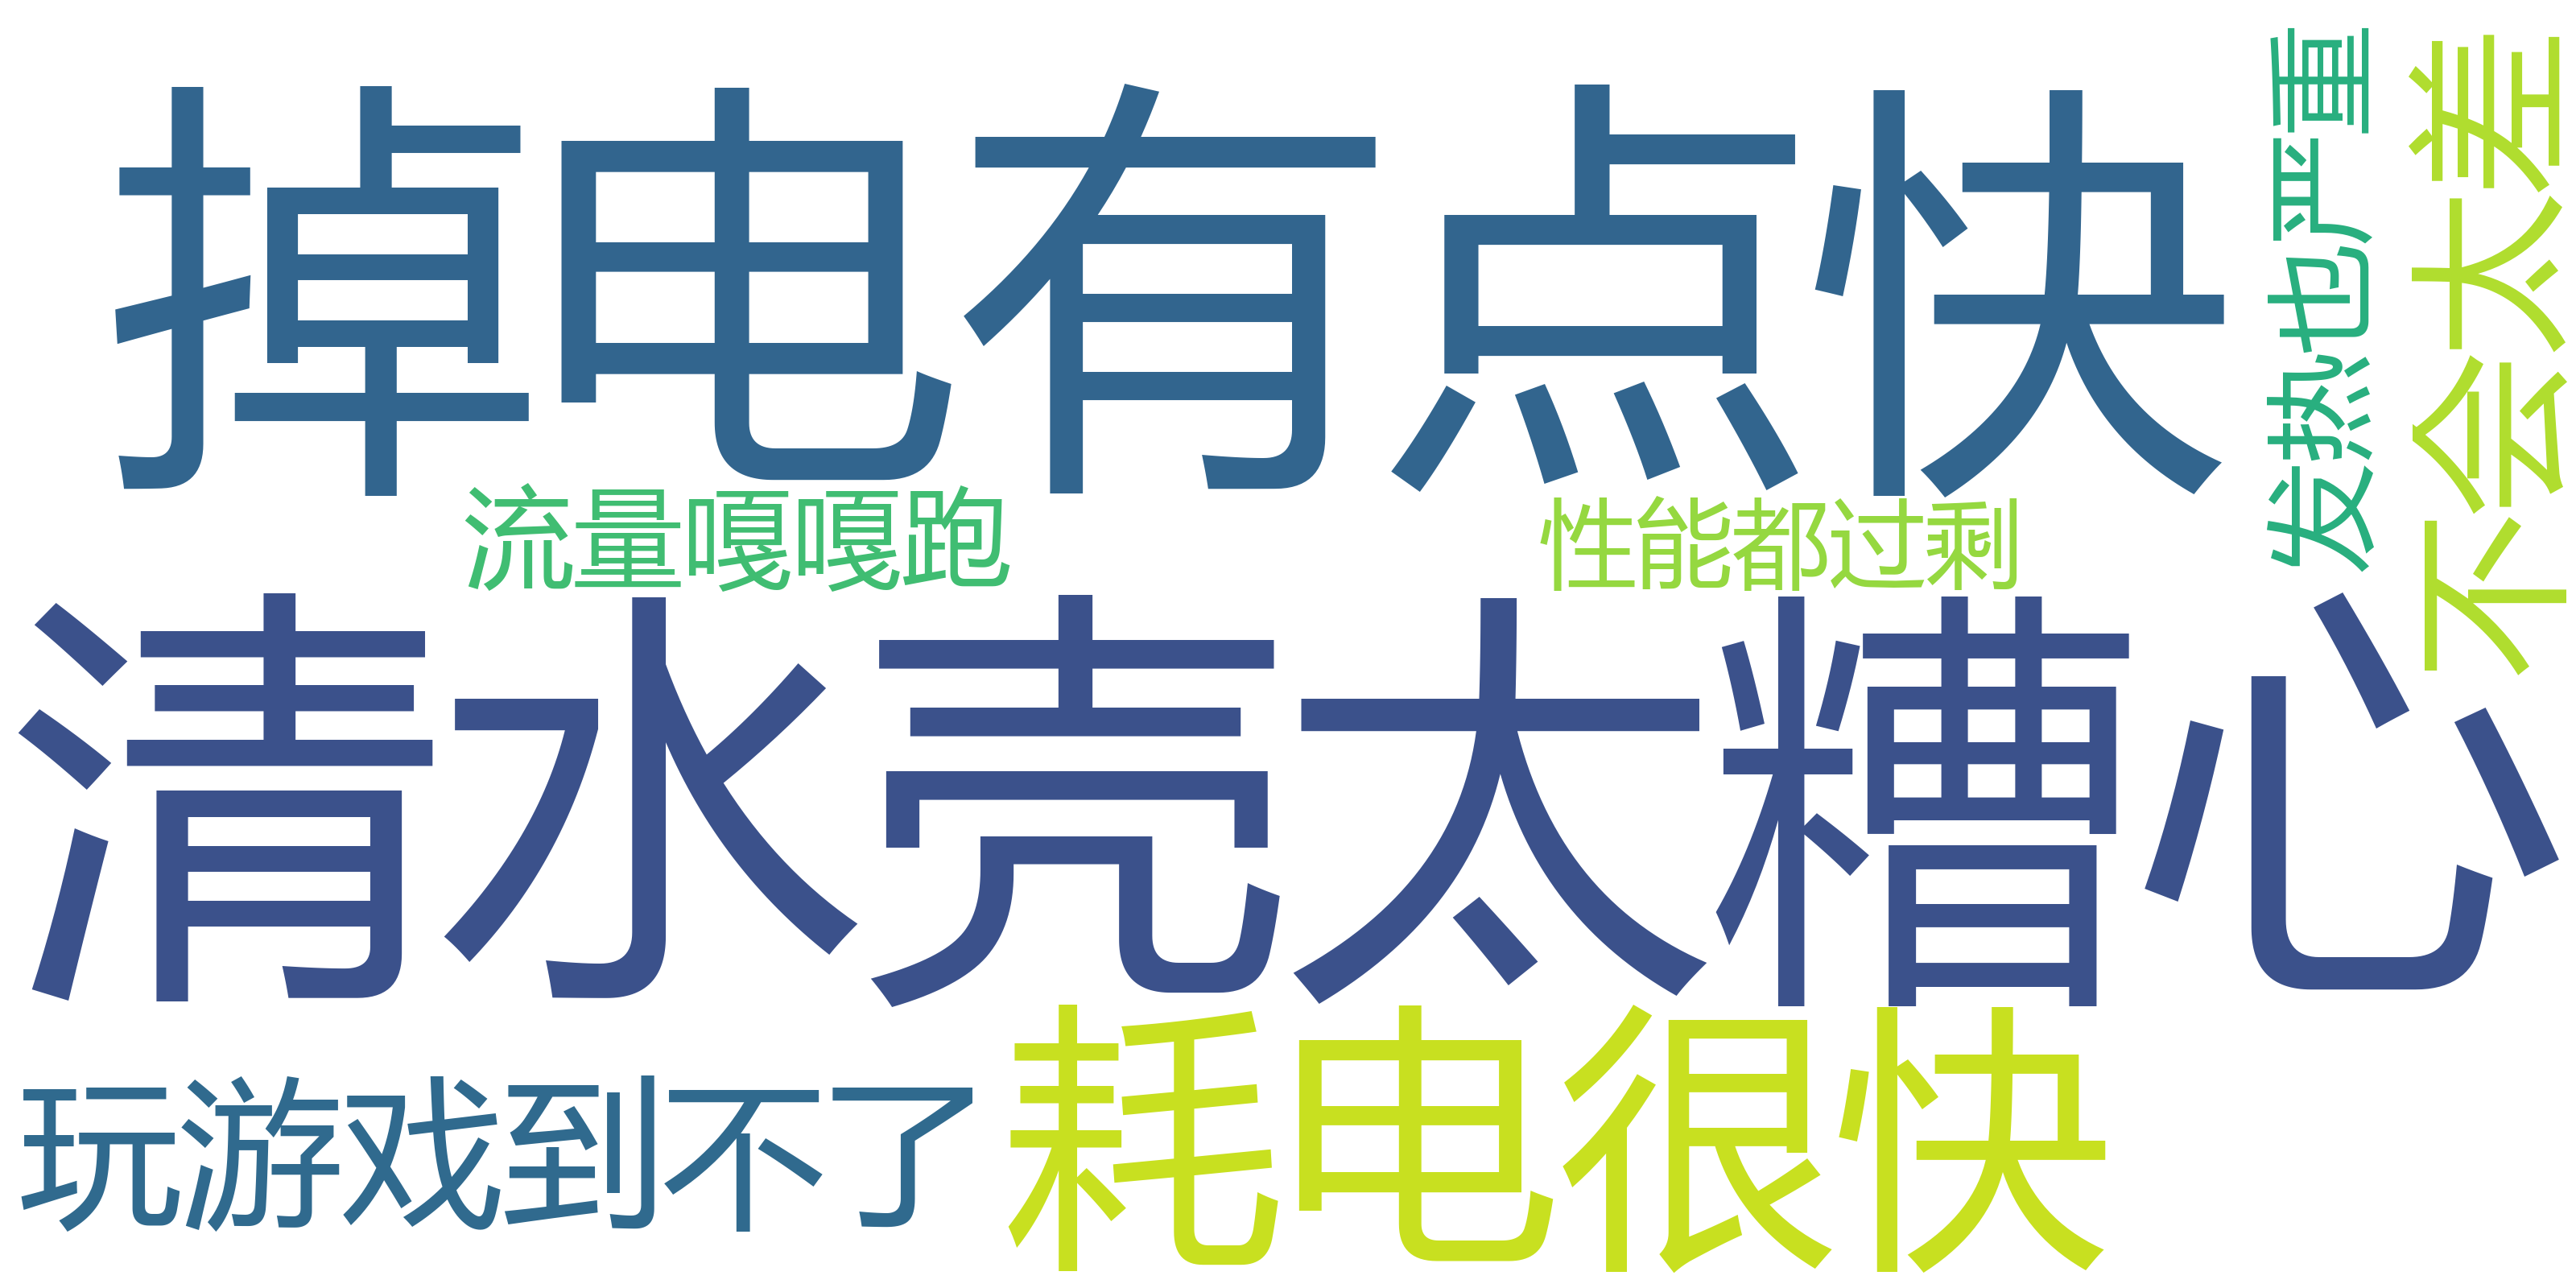 掉电有点快
发热也严重
不会太差
流量嘎嘎跑
性能都过剩
清水壳太糟心
玩游戏到不了
耗电很快